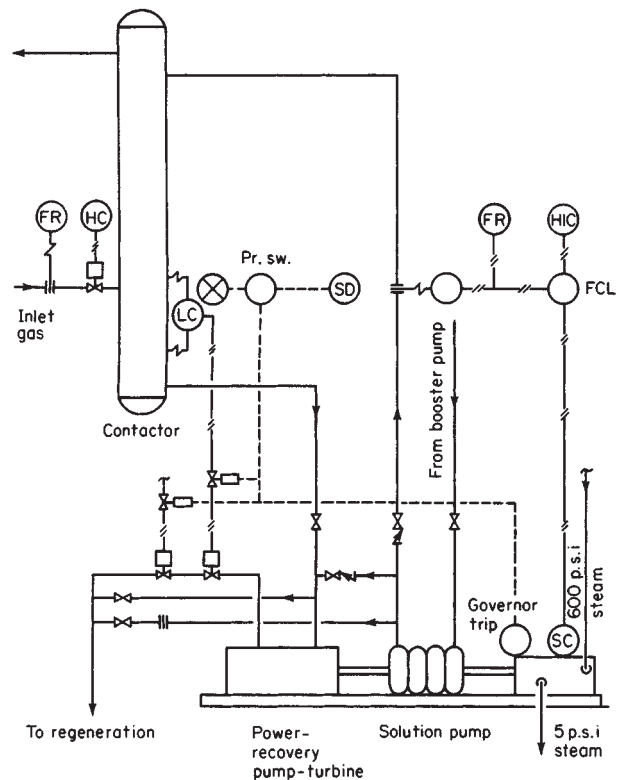 FR
HC
Pr. sw.
FR
HIC
SD
LC
FCL
Inlet
gas
From booster pump
Contactor
600 p.s.i
steam
Governor
trip
SC
To regeneration
Power-
recovery
pump-turbine
Solution pump
5 p.s.i
steam